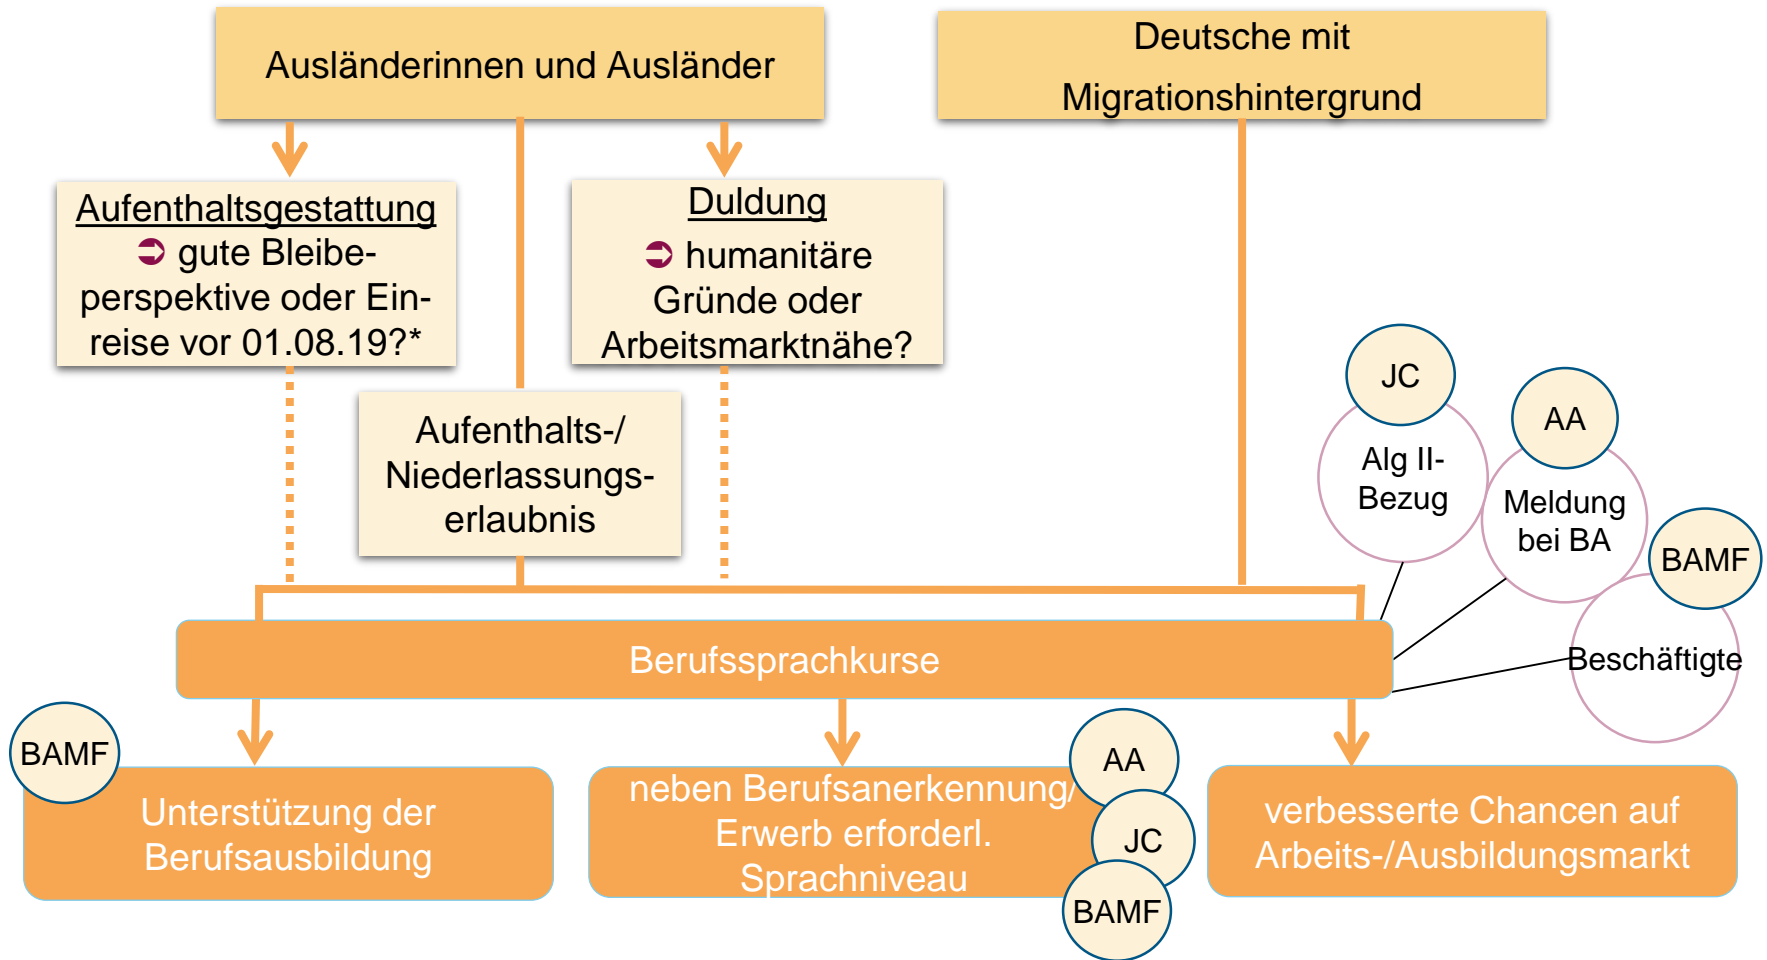 Ausländerinnen und Ausländer
Deutsche mit
Migrationshintergrund
Aufenthaltsgestattung
➲ gute Bleibe-
perspektive oder Ein-
reise vor 01.08.19?*
Duldung
➲ humanitäre
Gründe oder
Arbeitsmarktnähe?
Aufenthalts-/
Niederlassungs-
erlaubnis
JC
Alg II-
Bezug
AA
Meldung
bei BA
BAMF
Beschäftigte
Berufssprachkurse
BAMF
Unterstützung der
Berufsausbildung
neben Berufsanerkennung/
Erwerb erforderl.
Sprachniveau
AA
JC
BAMF
verbesserte Chancen auf
Arbeits-/Ausbildungsmarkt